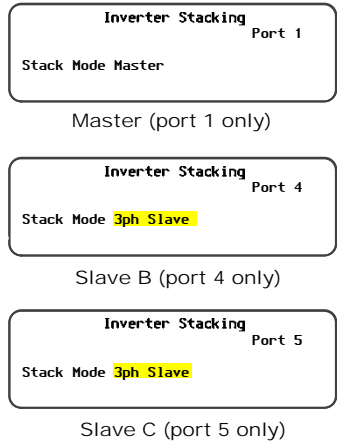 Inverter Stacking
Port 1
Stack Mode Master
Master (port 1 only)
Inverter Stacking
Port 4
Stack Mode 3ph Slave
Slave B (port 4 only)
Inverter Stacking
Port 5
Stack Mode 3ph Slave
Slave C (port 5 only)